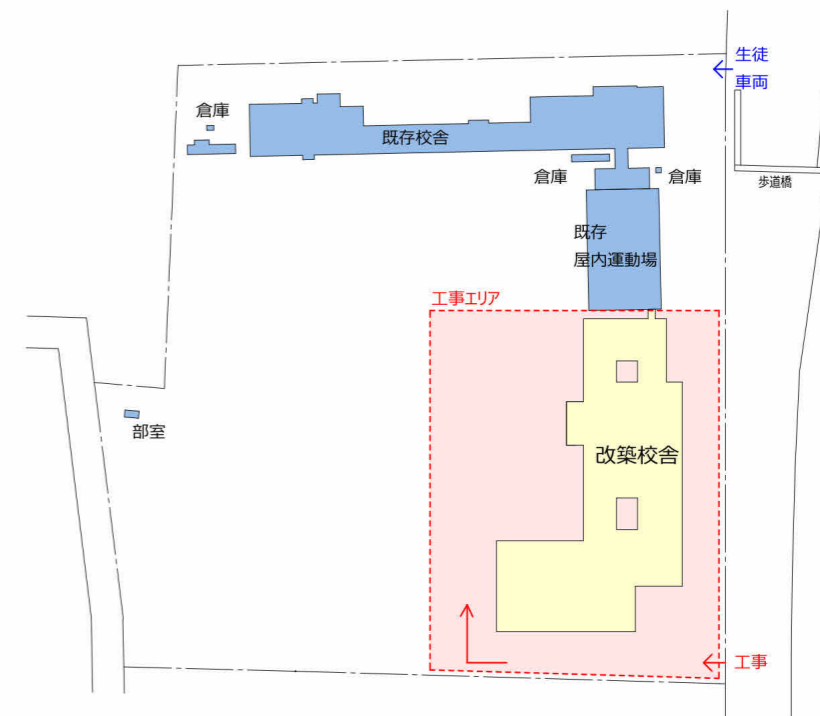 生徒
車両
倉庫
既存校舎
倉庫
倉庫
歩道橋
既存
屋内運動場
工事エリア
部室
改築校舎
工事